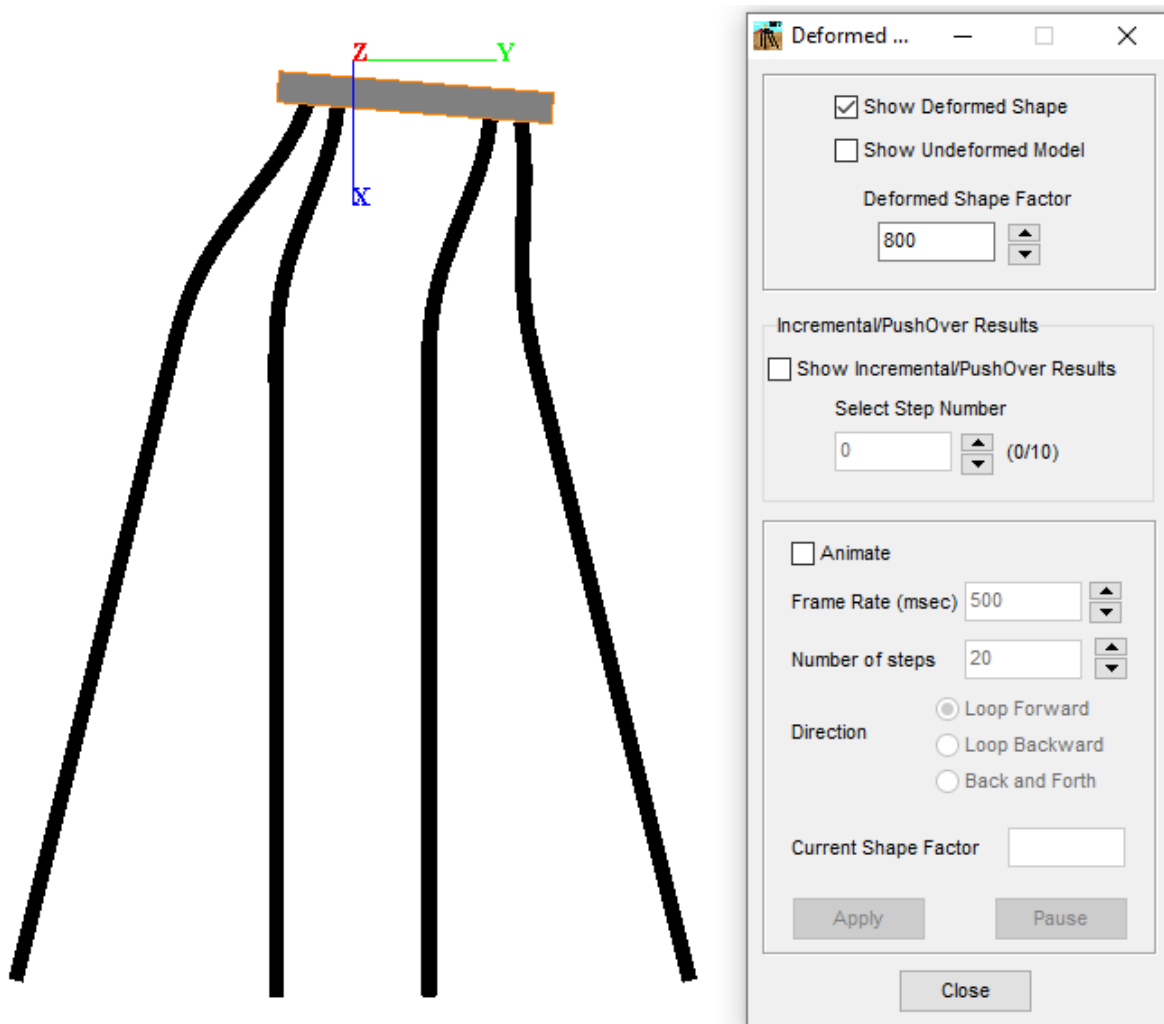 Z
Y
X
Deformed ...
Show Deformed Shape
Show Undeformed Model
Deformed Shape Factor
800
Incremental/PushOver Results
Show Incremental/PushOver Results
Select Step Number
0 (0/10)
Animate
Frame Rate (msec) 500
Number of steps 20
Loop Forward
Direction
Loop Backward
Back and Forth
Current Shape Factor
Apply Pause
Close